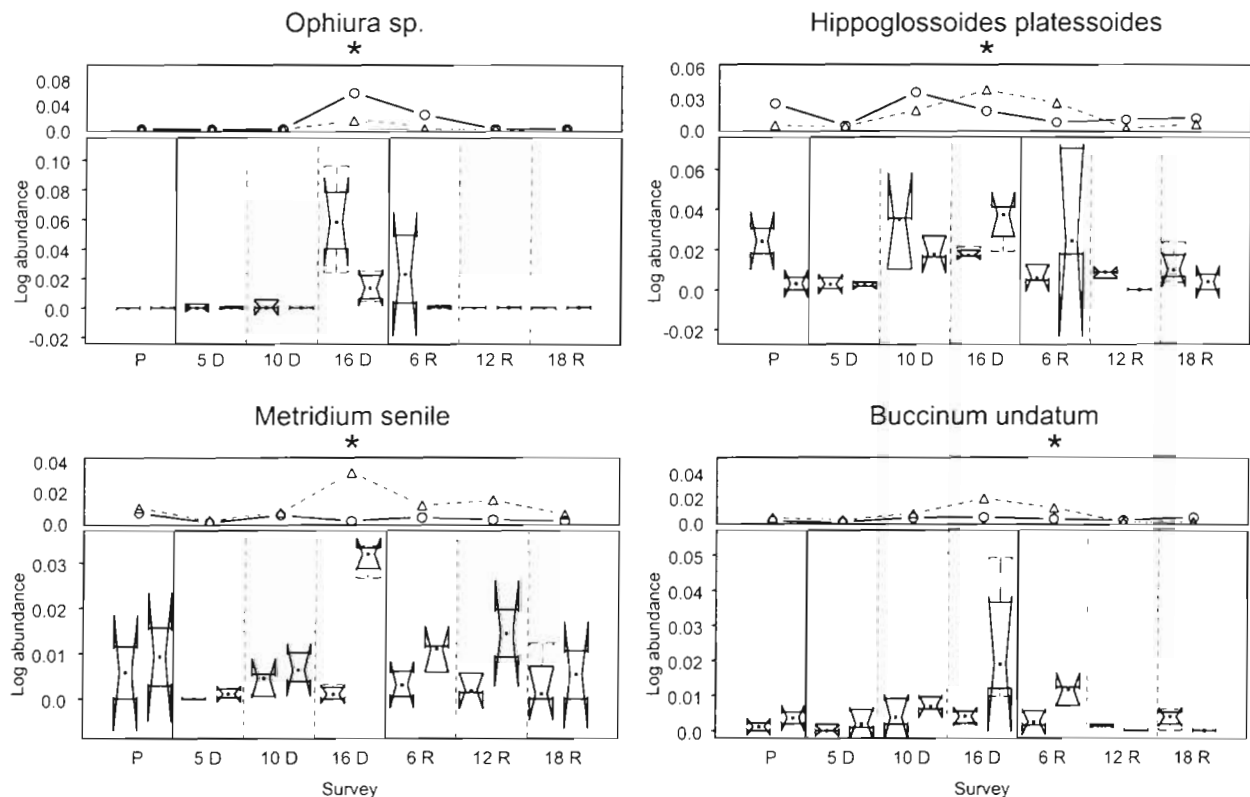 Ophiura sp.
*
0.08
0.04
0.0
Log abundance
0.10
0.08
0.06
0.04
0.02
0.0
-0.02
P 5 D 10 D 16 D 6 R 12 R 18 R
Hippoglossoides platessoides
*
0.06
0.03
0.0
Log abundance
0.06
0.04
0.02
0.0
-0.02
P 5 D 10 D 16 D 6 R 12 R 18 R
Metridium senile
*
0.04
0.02
0.0
Log abundance
0.03
0.02
0.01
0.0
P 5 D 10 D 16 D 6 R 12 R 18 R
Survey
Buccinum undatum
*
0.04
0.02
0.0
Log abundance
0.05
0.04
0.03
0.02
0.01
0.0
P 5 D 10 D 16 D 6 R 12 R 18 R
Survey